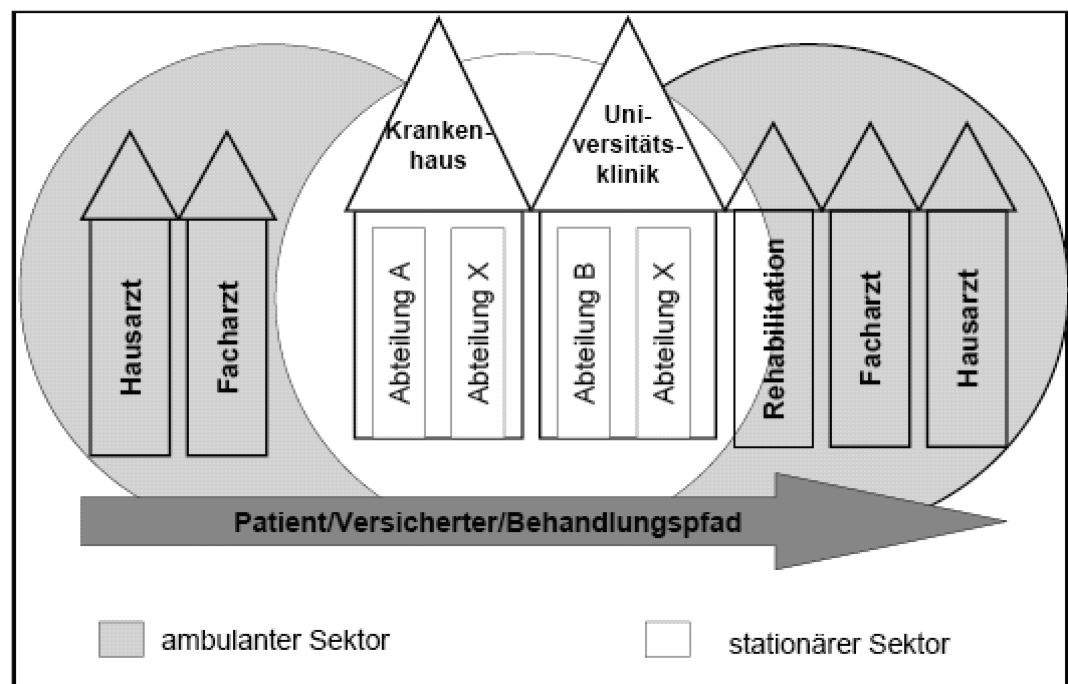 Kranken-
haus
Uni-
versitäts-
klinik
Hausarzt
Facharzt
Abteilung A
Abteilung X
Abteilung B
Abteilung X
Rehabilitation
Facharzt
Hausarzt
Patient/Versicherter/Behandlungspfad
ambulanter Sektor
stationärer Sektor